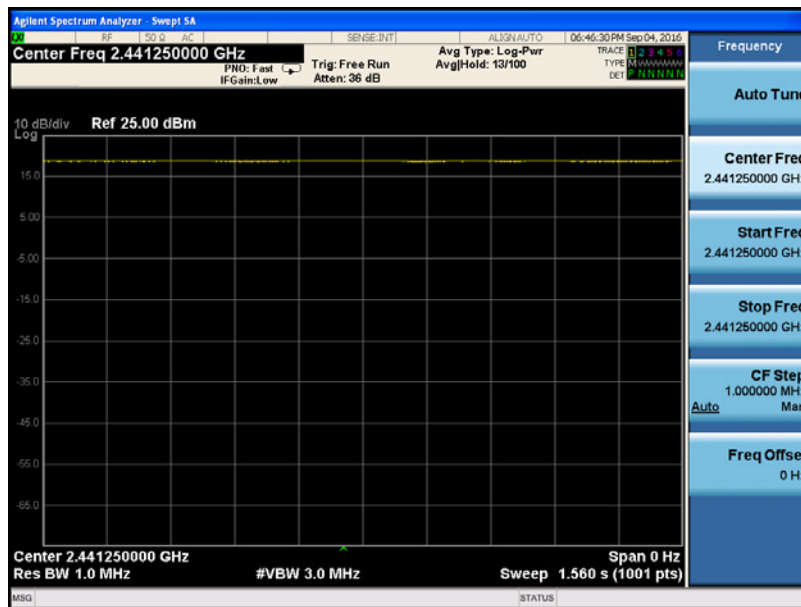 Agilent Spectrum Analyzer - Swept SA
RF 50 Ω AC SENSE:INT ALIGNAUTO 06:46:30PM Sep 04, 2016
Center Freq 2.441250000 GHz
PNO: Fast
IFGain:Low
Trig: Free Run
Atten: 36 dB
Avg Type: Log-Pwr
Avg|Hold: 13/100
TRACE 1 2 3 4 5 6
TYPE M
DET P N N N N N
10 dB/div Ref 25.00 dBm
Log
15.0
5.00
-5.00
-15.0
-25.0
-35.0
-45.0
-55.0
-65.0
Center 2.441250000 GHz Span 0 Hz
Res BW 1.0 MHz #VBW 3.0 MHz Sweep 1.560 s (1001 pts)
MSG STATUS
Frequency
Auto Tun
Center Fre
2.441250000 GH
Start Fre
2.441250000 GH
Stop Fre
2.441250000 GH
CF Step
1.000000 MH
Auto Ma
Freq Offse
0 H